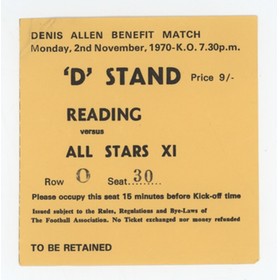 DENIS ALLEN BENEFIT MATCH
Monday, 2nd November, 1970-K.O. 7.30p.m.
'D' STAND Price 9/-
READING
versus
ALL STARS XI
Row O Seat 30
Please occupy this seat 15 minutes before Kick-off time
Issued subject to the Rules, Regulations and Bye-Laws of
The Football Association. No Ticket exchanged nor money refunded
TO BE RETAINED